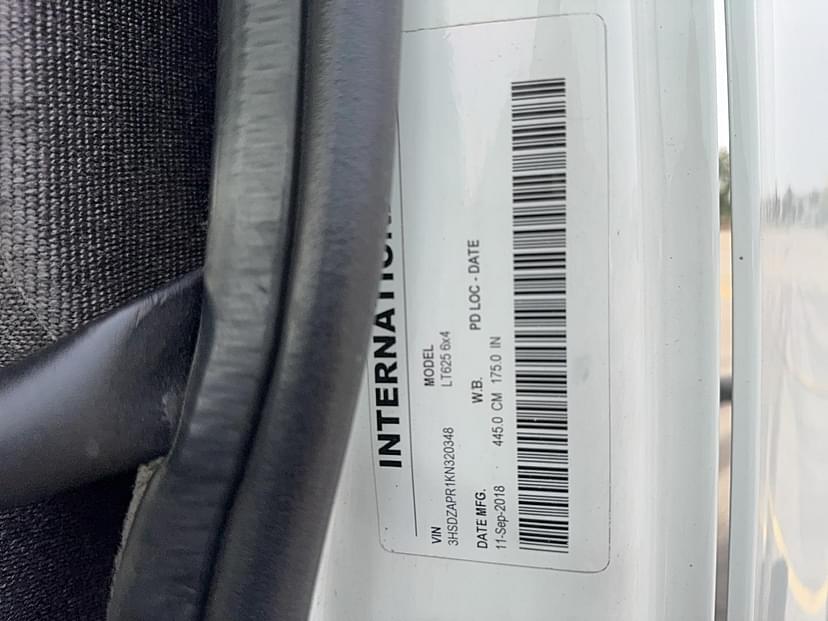 INTERNATIONAL
VIN MODEL
3HSDZAPR1KN320348 LT625 6x4
DATE MFG. W.B. PD LOC - DATE
11-Sep-2018 445.0 CM 175.0 IN